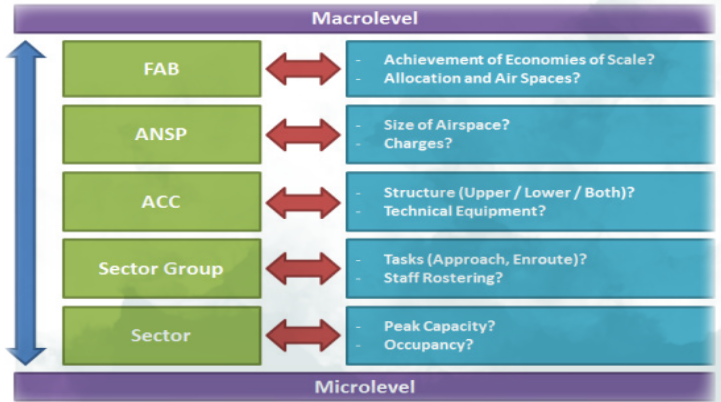 Macrolevel
FAB
- Achievement of Economies of Scale?
- Allocation and Air Spaces?
ANSP
- Size of Airspace?
- Charges?
ACC
- Structure (Upper / Lower / Both)?
- Technical Equipment?
Sector Group
- Tasks (Approach, Enroute)?
- Staff Rostering?
Sector
- Peak Capacity?
- Occupancy?
Microlevel